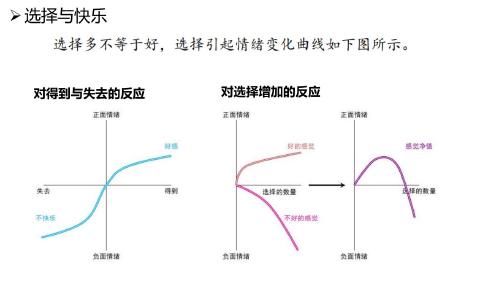 ➢选择与快乐
选择多不等于好，选择引起情绪变化曲线如下图所示。
对得到与失去的反应
对选择增加的反应
正面情绪
好感
失去
得到
不快乐
负面情绪
正面情绪
好的感觉
选择的数量
不好的感觉
负面情绪
正面情绪
感觉净值
选择的数量
负面情绪